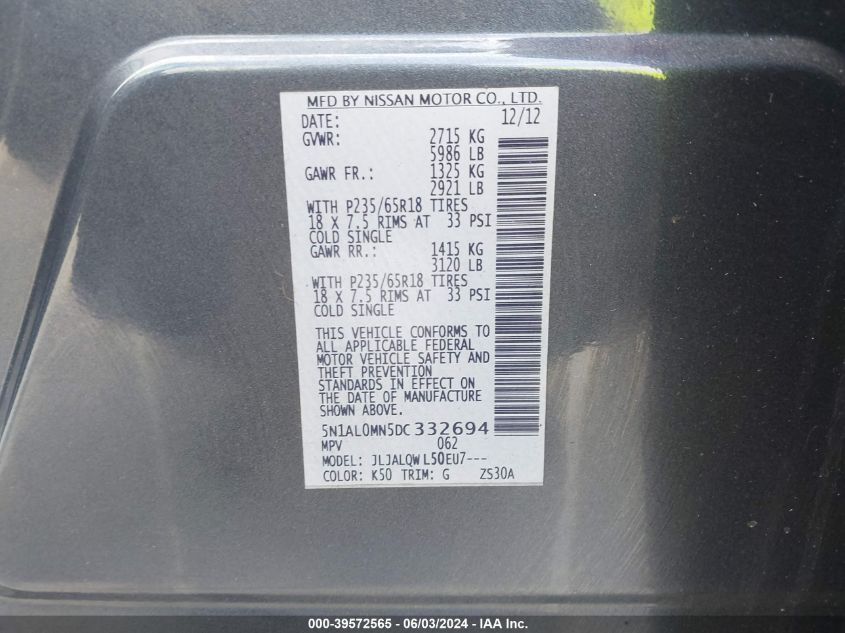 MFD BY NISSAN MOTOR CO., LTD.
DATE: 12/12
GVWR: 2715 KG
5986 LB
GAWR FR.: 1325 KG
2921 LB
WITH P235/65R18 TIRES
18 X 7.5 RIMS AT 33 PSI
COLD SINGLE
GAWR RR.: 1415 KG
3120 LB
WITH P235/65R18 TIRES
18 X 7.5 RIMS AT 33 PSI
COLD SINGLE
THIS VEHICLE CONFORMS TO
ALL APPLICABLE FEDERAL
MOTOR VEHICLE SAFETY AND
THEFT PREVENTION
STANDARDS IN EFFECT ON
THE DATE OF MANUFACTURE
SHOWN ABOVE.
5N1AL0MN5DC 332694
MPV 062
MODEL: JLJALQWL50EU7---
COLOR: K50 TRIM: G ZS30A
000-39572565 - 06/03/2024 - IAA Inc.